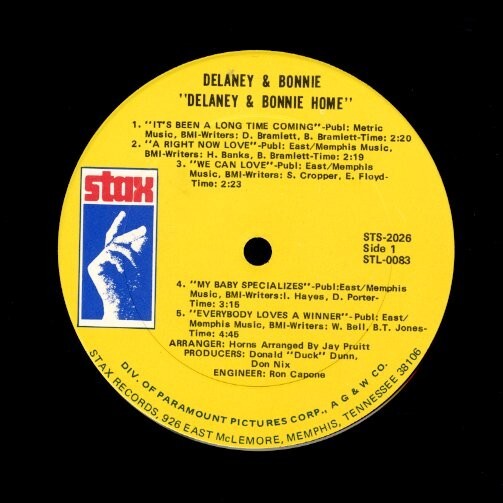 DELANEY & BONNIE
"DELANEY & BONNIE HOME"
1. "IT'S BEEN A LONG TIME COMING"-Publ: Metric
Music, BMI-Writers: D. Bramlett, B. Bramlett-Time: 2:20
2. "A RIGHT NOW LOVE"-Publ: East/Memphis Music,
BMI-Writers: H. Banks, B. Bramlett-Time: 2:19
3. "WE CAN LOVE"-Publ: East/Memphis
Music, BMI-Writers: S. Cropper, E. Floyd-
Time: 2:23
stax
STS-2026
Side 1
STL-0083
4. "MY BABY SPECIALIZES"-Publ:East/Memphis
Music, BMI-Writers:I. Hayes, D. Porter-
Time: 3:15
5. "EVERYBODY LOVES A WINNER"-Publ: East/
Memphis Music, BMI-Writers: W. Bell, B.T. Jones-
Time: 4:45
ARRANGER: Horns Arranged By Jay Pruitt
PRODUCERS: Donald "Duck" Dunn,
Don Nix
ENGINEER: Ron Capone
DIV. OF PARAMOUNT PICTURES CORP., A G & W CO.
STAX RECORDS, 926 EAST McLEMORE, MEMPHIS, TENNESSEE 38106